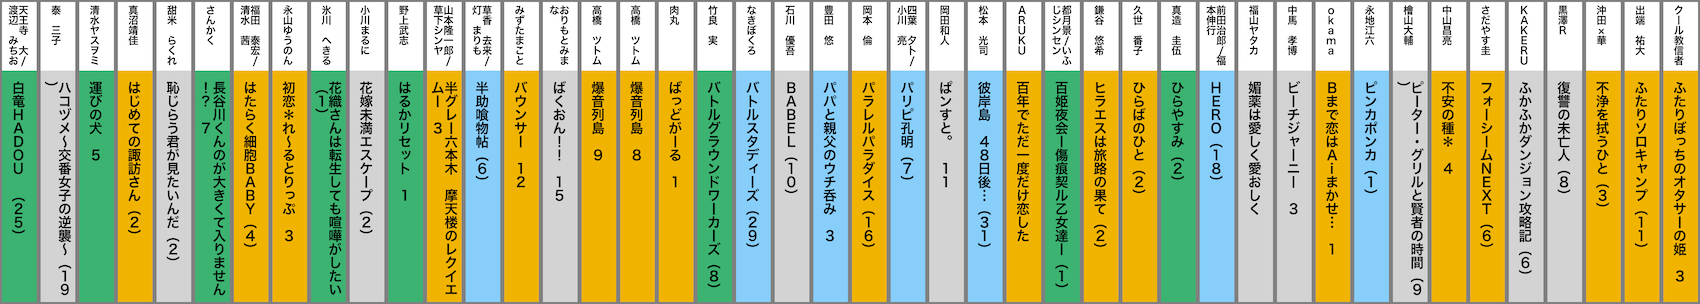 クール教信者
ふたりぼっちのオタサーの姫　3
出端　祐大
ふたりソロキャンプ（11）
沖田×華
不浄を拭うひと（3）
黒澤R
復讐の未亡人（8）
KAKERU
ふかふかダンジョン攻略記（6）
さだやす圭
フォーシームNEXT（6）
中山昌亮
不安の種＊　4
檜山大輔
ピーター・グリルと賢者の時間（9
）
永地江六
ピンカポンカ（1）
okama
Bまで恋はAiまかせ…　1
中馬　孝博
ビーチジャーニー　3
福山ヤタカ
媚薬は愛しく愛おしく
前田治郎/福
本伸行
HERO（18）
真造　圭伍
ひらやすみ（2）
久世　番子
ひらばのひと（2）
鎌谷　悠希
ヒラエスは旅路の果て（2）
都月景/いふ
じシンセン
百姫夜会ー傷痕契ル乙女達ー（1）
ARUKU
百年でただ一度だけ恋した
松本　光司
彼岸島　48日後…（31）
岡田和人
ぱンすと。　11
四葉　夕ト/
小川　亮
パリピ孔明（7）
岡本　倫
パラレルパラダイス（16）
豊田　悠
パパと親父のウチ呑み　3
石川　優吾
BABEL（10）
なきぼくろ
バトルスタディーズ（29）
竹良　実
バトルグラウンドワーカーズ（8）
肉丸
ばっどがーる　1
高橋　ツトム
爆音列島　8
高橋　ツトム
爆音列島　9
おりもとみま
な
ばくおん！！　15
みずたまこと
バウンサー　12
草香　去来/
灯　まりも
半助喰物帖（6）
山本隆一郎/
草下シンヤ
半グレー六本木　摩天楼のレクイエ
ムー　3
野上武志
はるかリセット　1
小川まるに
花嫁未満エスケープ（2）
氷川　へきる
花織さんは転生しても喧嘩がしたい
（1）
永山ゆうのん
初恋＊れ～るとりっぷ　3
福田　泰宏/
清水　茜
はたらく細胞BABY（4）
さんかく
長谷川くんのが大きくて入りません
！？　7
甜米　らくれ
恥じらう君が見たいんだ（2）
真沼靖佳
はじめての諏訪さん（2）
清水ヤスヲミ
運びの犬　5
泰　三子
ハコヅメ～交番女子の逆襲～（19
）
天王寺　大/
渡辺　みちお
白竜HADOU　（25）